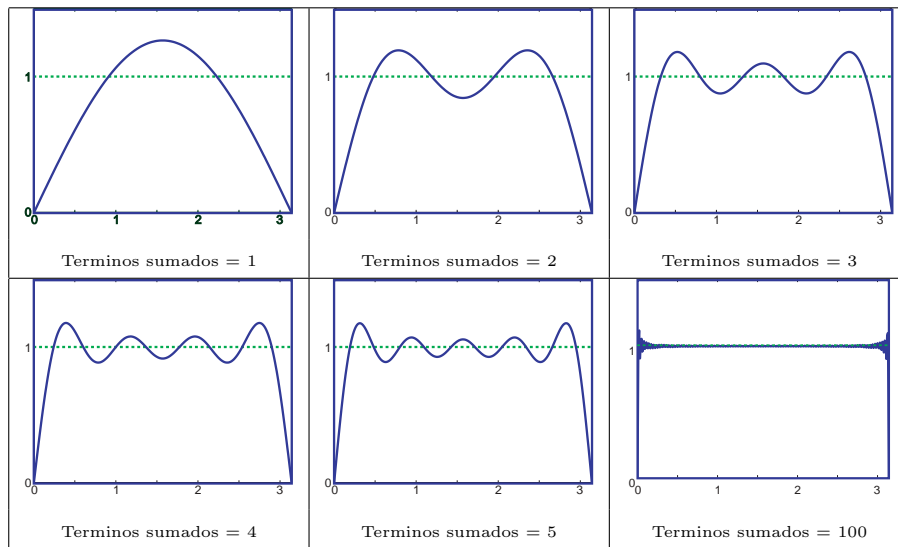 1
0
0 1 2 3
Terminos sumados = 1
1
0
0 1 2 3
Terminos sumados = 2
1
0
0 1 2 3
Terminos sumados = 3
1
0
0 1 2 3
Terminos sumados = 4
1
0
0 1 2 3
Terminos sumados = 5
1
0
0 1 2 3
Terminos sumados = 100